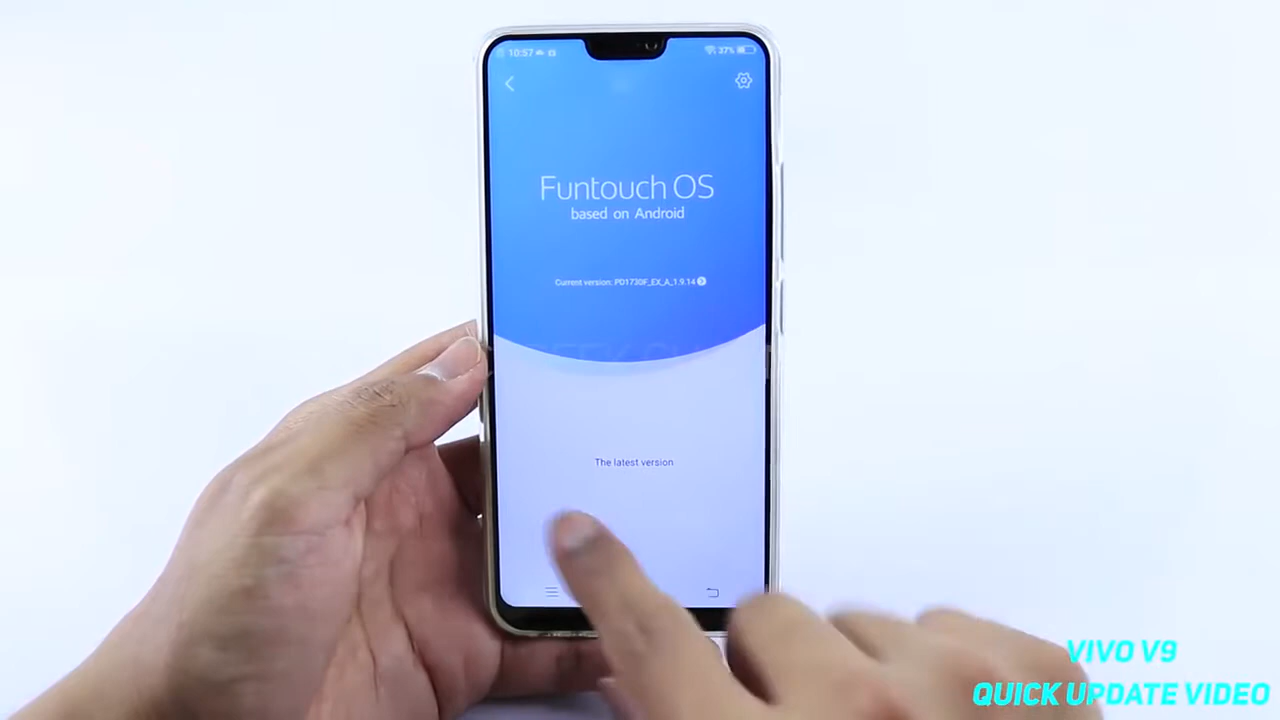 10:57
37%
Funtouch OS
based on Android
Current version: PD1730F_EX_A_1.9.14
The latest version
VIVO V9
QUICK UPDATE VIDEO